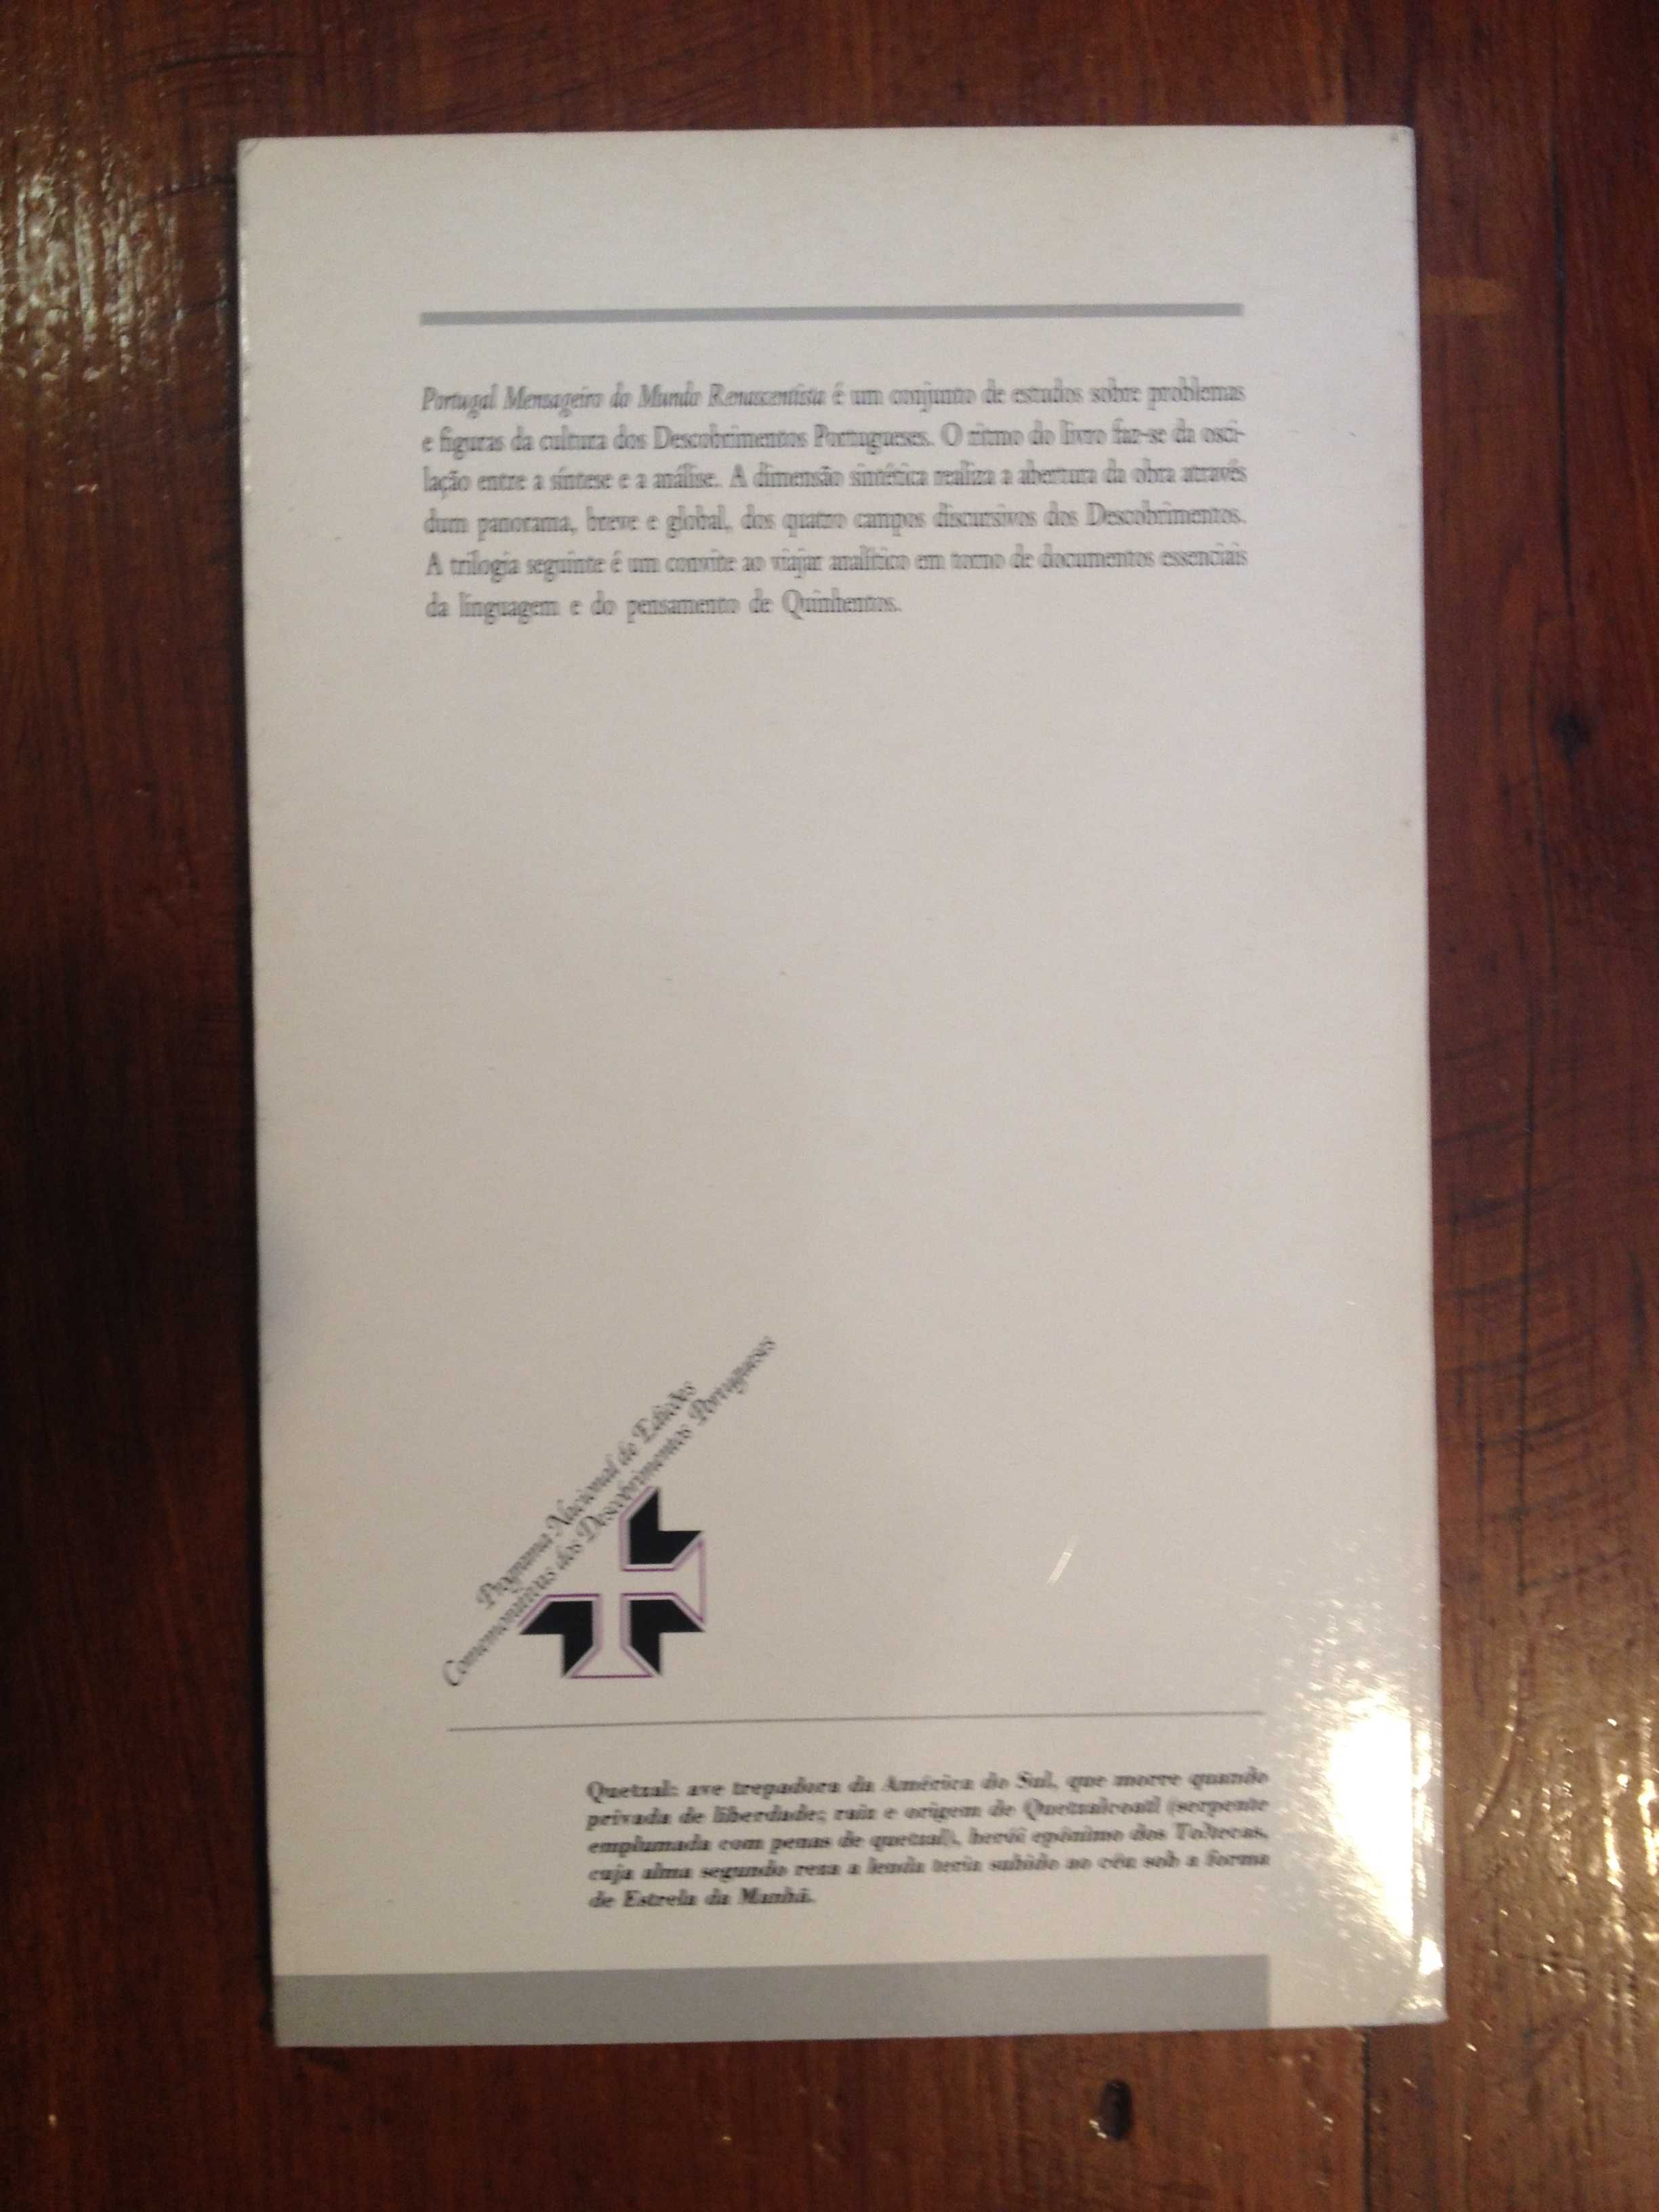 Portugal Mensageiro do Mundo Renascentista é um conjunto de estudos sobre problemas
e figuras da cultura dos Descobrimentos Portugueses. O ritmo do livro faz-se da osci-
lação entre a síntese e a análise. A dimensão sintética realiza a abertura da obra através
dum panorama, breve e global, dos quatro campos discursivos dos Descobrimentos.
A trilogia seguinte é um convite ao viajar analítico em torno de documentos essenciais
da linguagem e do pensamento de Quinhentos.
Programa Nacional de Edições
Comemorativas dos Descobrimentos Portugueses
Quetzal: ave trepadora da América do Sul, que morre quando
privada de liberdade; raiz e origem de Quetzalcoatl (serpente
emplumada com penas de quetzal), herói epónimo dos Toltecas,
cuja alma segundo reza a lenda teria subido ao céu sob a forma
de Estrela da Manhã.